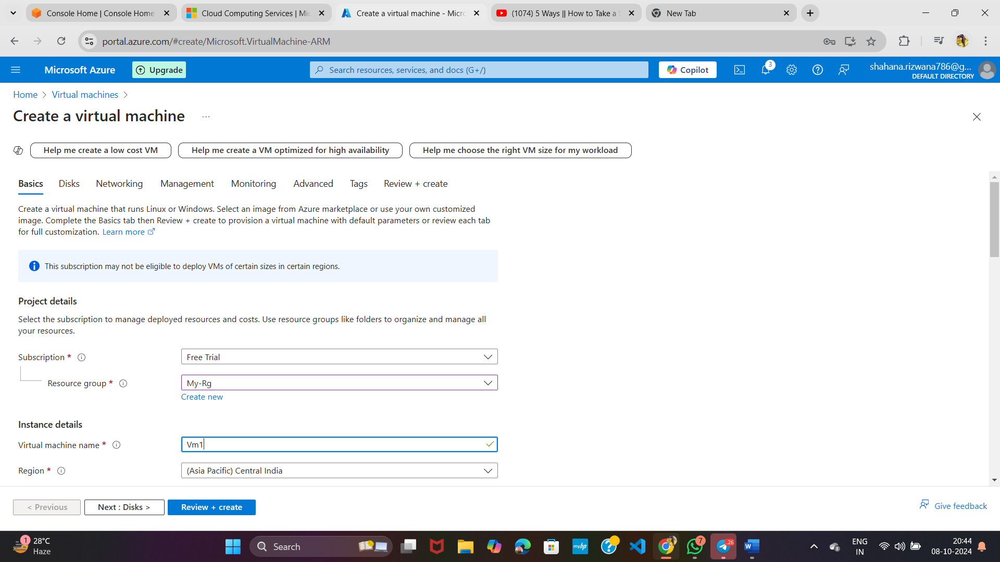 Console Home | Console Home
Cloud Computing Services | Mic
Create a virtual machine - Micro
(1074) 5 Ways || How to Take a S
New Tab
portal.azure.com/#create/Microsoft.VirtualMachine-ARM
Microsoft Azure
Upgrade
Search resources, services, and docs (G+/)
Copilot
3
shahana.rizwana786@g...
DEFAULT DIRECTORY
Home > Virtual machines >
Create a virtual machine ...
Help me create a low cost VM
Help me create a VM optimized for high availability
Help me choose the right VM size for my workload
Basics Disks Networking Management Monitoring Advanced Tags Review + create
Create a virtual machine that runs Linux or Windows. Select an image from Azure marketplace or use your own customized
image. Complete the Basics tab then Review + create to provision a virtual machine with default parameters or review each tab
for full customization. Learn more
This subscription may not be eligible to deploy VMs of certain sizes in certain regions.
Project details
Select the subscription to manage deployed resources and costs. Use resource groups like folders to organize and manage all
your resources.
Subscription *
Free Trial
Resource group *
My-Rg
Create new
Instance details
Virtual machine name *
Vm1
Region *
(Asia Pacific) Central India
< Previous
Next : Disks >
Review + create
Give feedback
1
28°C
Haze
Search
myhp
7
.26
W
ENG
IN
20:44
08-10-2024